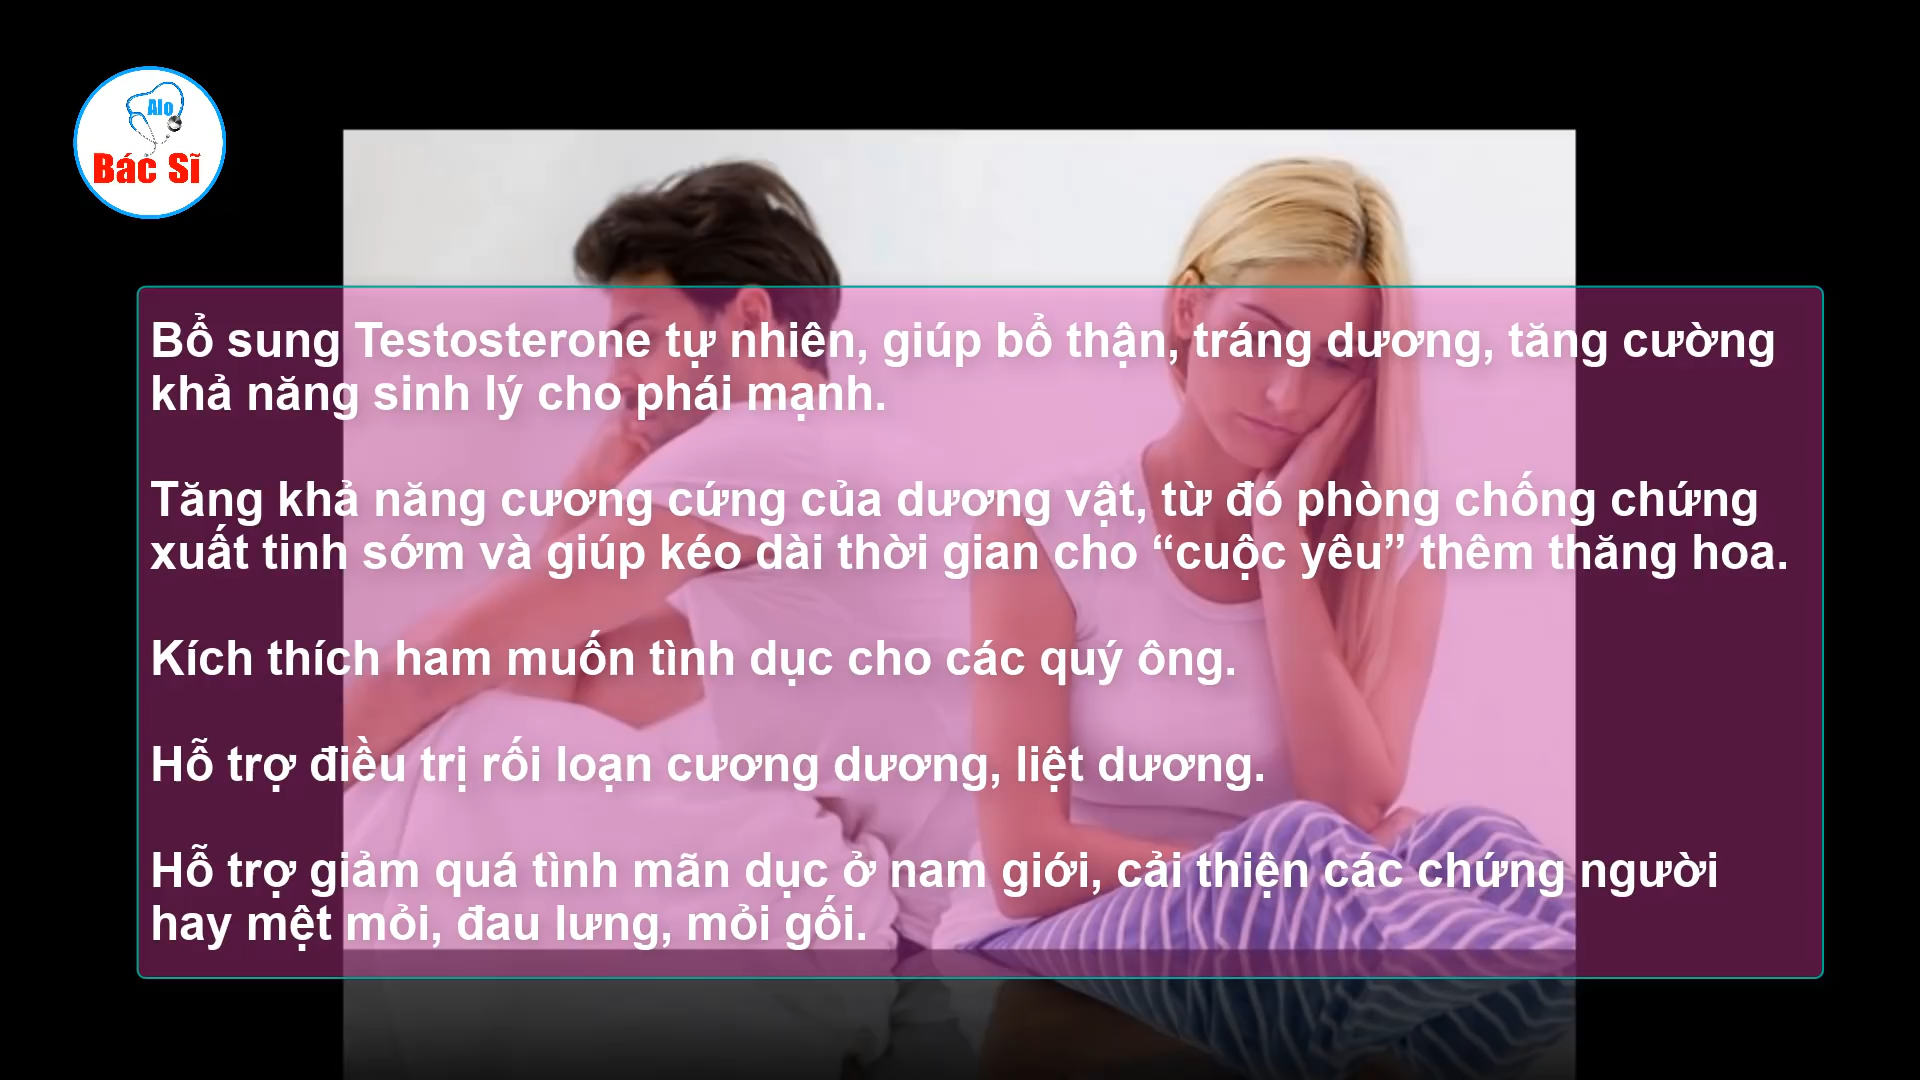 Alo
Bác Sĩ
Bổ sung Testosterone tự nhiên, giúp bổ thận, tráng dương, tăng cường
khả năng sinh lý cho phái mạnh.
Tăng khả năng cương cứng của dương vật, từ đó phòng chống chứng
xuất tinh sớm và giúp kéo dài thời gian cho “cuộc yêu” thêm thăng hoa.
Kích thích ham muốn tình dục cho các quý ông.
Hỗ trợ điều trị rối loạn cương dương, liệt dương.
Hỗ trợ giảm quá tình mãn dục ở nam giới, cải thiện các chứng người
hay mệt mỏi, đau lưng, mỏi gối.